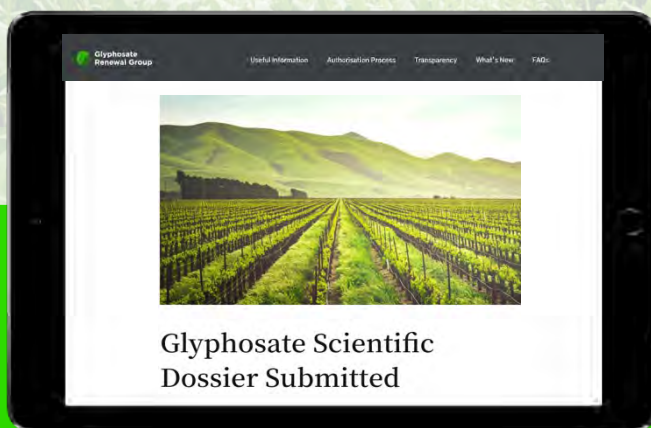 Glyphosate
Renewal Group
Useful Information Authorisation Process Transparency What's New FAQs
Glyphosate Scientific
Dossier Submitted